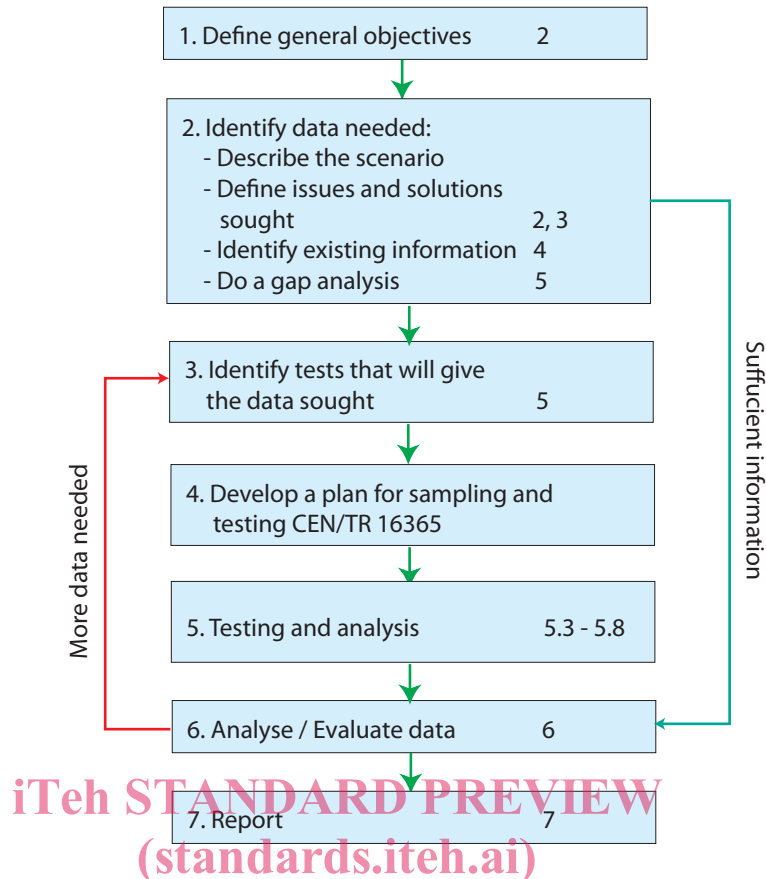 1. Define general objectives 2
2. Identify data needed:
- Describe the scenario
- Define issues and solutions
sought 2, 3
- Identify existing information 4
- Do a gap analysis 5
3. Identify tests that will give
the data sought 5
4. Develop a plan for sampling and
testing CEN/TR 16365
5. Testing and analysis 5.3 - 5.8
6. Analyse / Evaluate data 6
7. Report 7
More data needed
Suffucient information
iTeh STANDARD PREVIEW
(standards.iteh.ai)